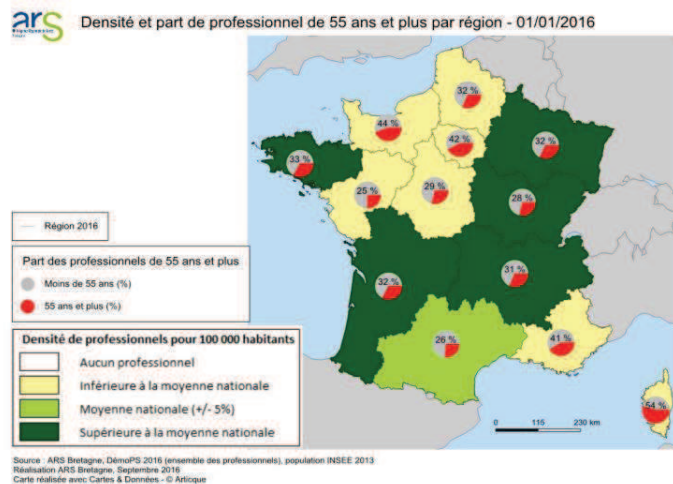 ars
Densité et part de professionnel de 55 ans et plus par région - 01/01/2016
32 %
44 %
42 %
32 %
33 %
25 %
29 %
28 %
32 %
31 %
26 %
41 %
54 %
Région 2016
Part des professionnels de 55 ans et plus
Moins de 55 ans (%)
55 ans et plus (%)
Densité de professionnels pour 100 000 habitants
Aucun professionnel
Inférieure à la moyenne nationale
Moyenne nationale (+/- 5%)
Supérieure à la moyenne nationale
0 115 230 km
Source : ARS Bretagne, DémoPS 2016 (ensemble des professionnels), population INSEE 2013
Réalisation ARS Bretagne, Septembre 2016
Carte réalisée avec Cartes & Données - © Articque